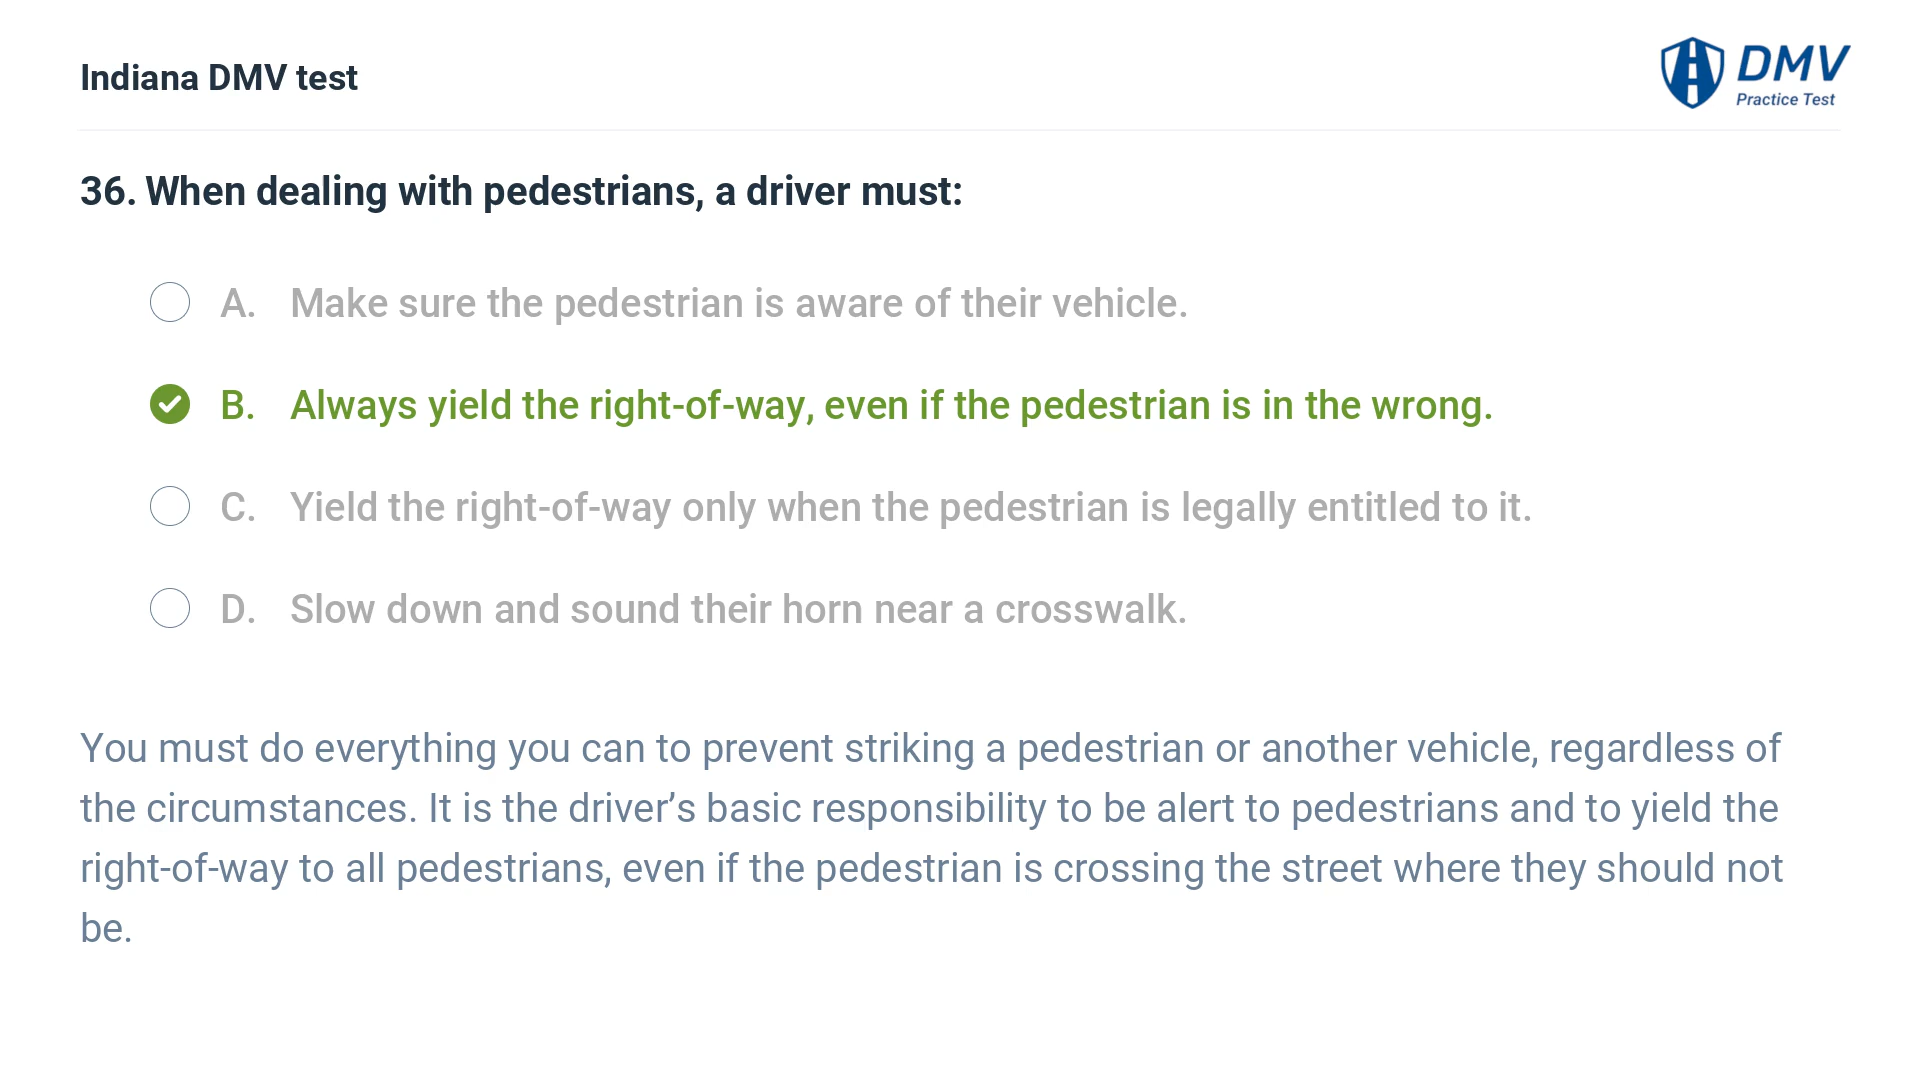 Indiana DMV test
DMV
Practice Test
36. When dealing with pedestrians, a driver must:
A. Make sure the pedestrian is aware of their vehicle.
B. Always yield the right-of-way, even if the pedestrian is in the wrong.
C. Yield the right-of-way only when the pedestrian is legally entitled to it.
D. Slow down and sound their horn near a crosswalk.
You must do everything you can to prevent striking a pedestrian or another vehicle, regardless of
the circumstances. It is the driver’s basic responsibility to be alert to pedestrians and to yield the
right-of-way to all pedestrians, even if the pedestrian is crossing the street where they should not
be.